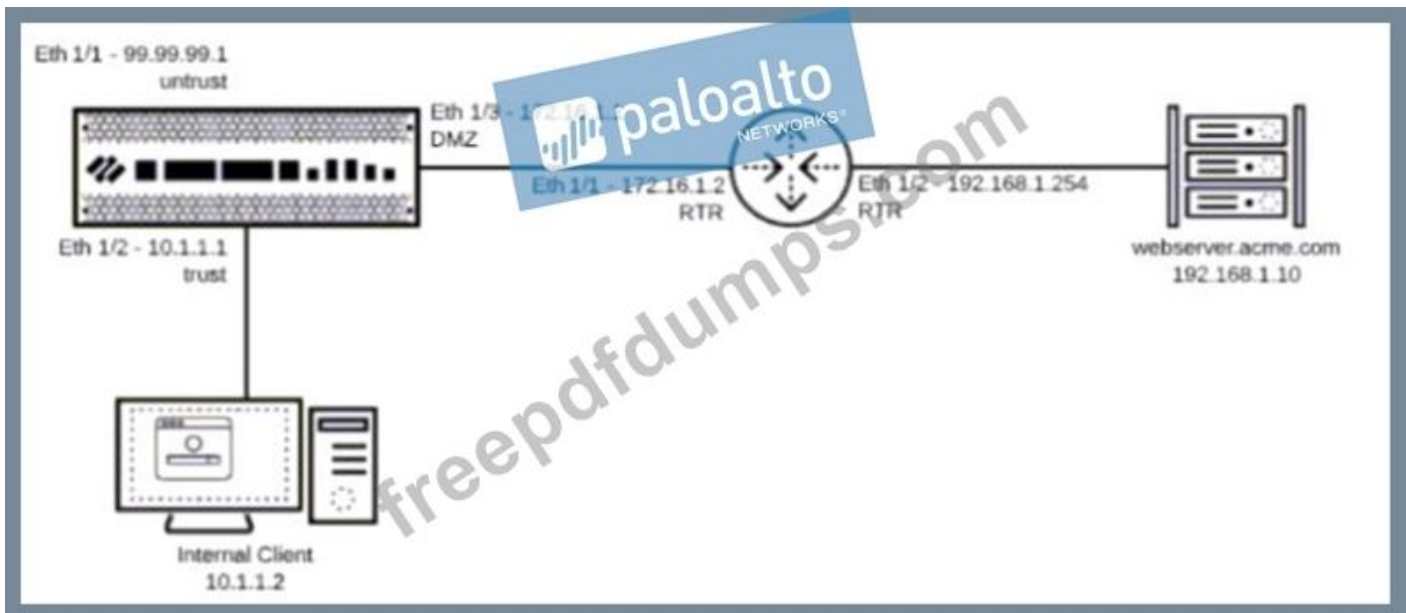 Eth 1/1 - 99.99.99.1
untrust
Eth 1/3 -
DMZ
paloalto
NETWORKS®
Eth 1/1 - 172.16.1.2
RTR
Eth 1/2 - 192.168.1.254
RTR
webserver.acme.com
192.168.1.10
Eth 1/2 - 10.1.1.1
trust
freepdfdumps.com
Internal Client
10.1.1.2